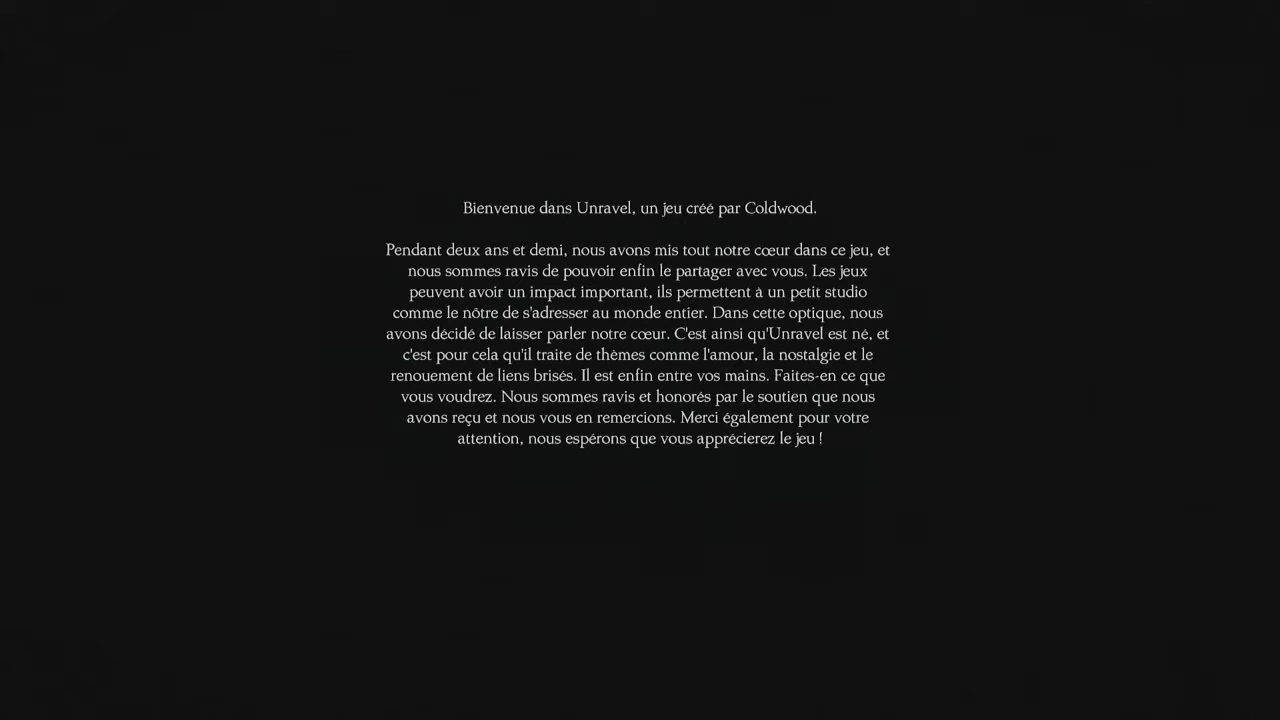 Bienvenue dans Unravel, un jeu créé par Coldwood.
Pendant deux ans et demi, nous avons mis tout notre cœur dans ce jeu, et
nous sommes ravis de pouvoir enfin le partager avec vous. Les jeux
peuvent avoir un impact important, ils permettent à un petit studio
comme le nôtre de s'adresser au monde entier. Dans cette optique, nous
avons décidé de laisser parler notre cœur. C'est ainsi qu'Unravel est né, et
c'est pour cela qu'il traite de thèmes comme l'amour, la nostalgie et le
renouement de liens brisés. Il est enfin entre vos mains. Faites-en ce que
vous voudrez. Nous sommes ravis et honorés par le soutien que nous
avons reçu et nous vous en remercions. Merci également pour votre
attention, nous espérons que vous apprécierez le jeu !